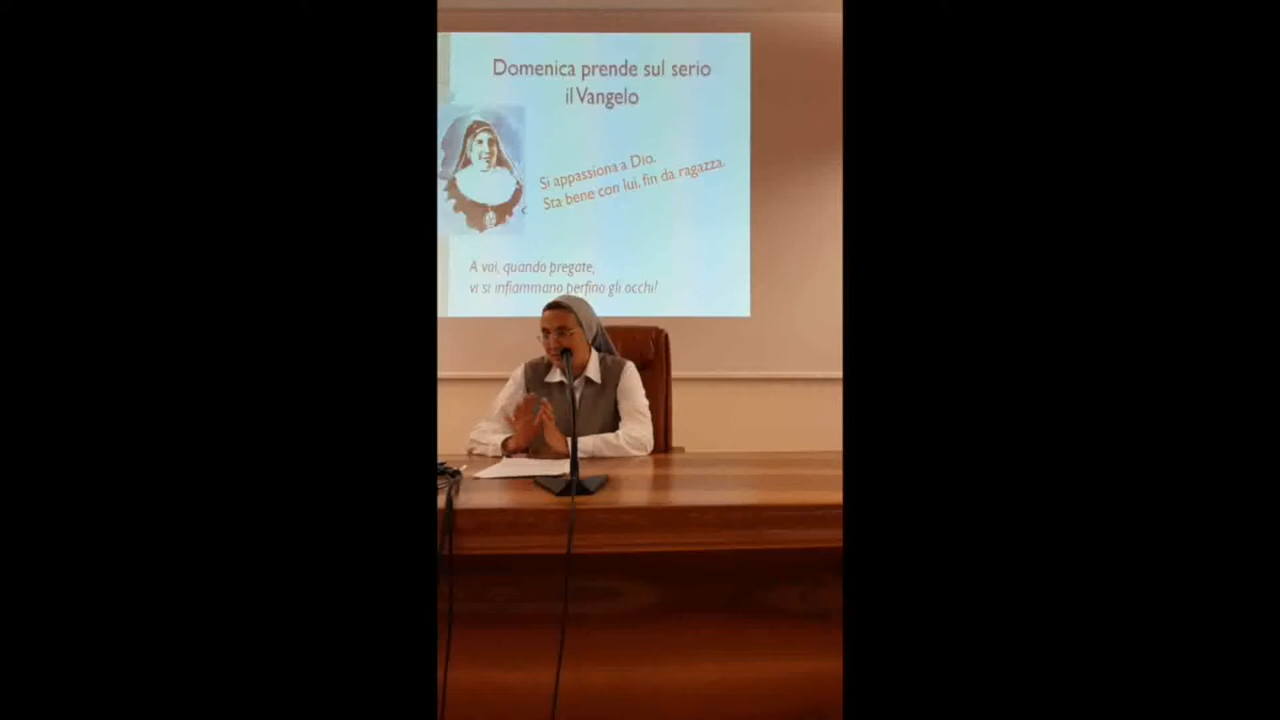 Domenica prende sul serio
il Vangelo
Si appassiona a Dio.
Sta bene con lui, fin da ragazza.
A voi, quando pregate,
vi si infiammano perfino gli occhi!